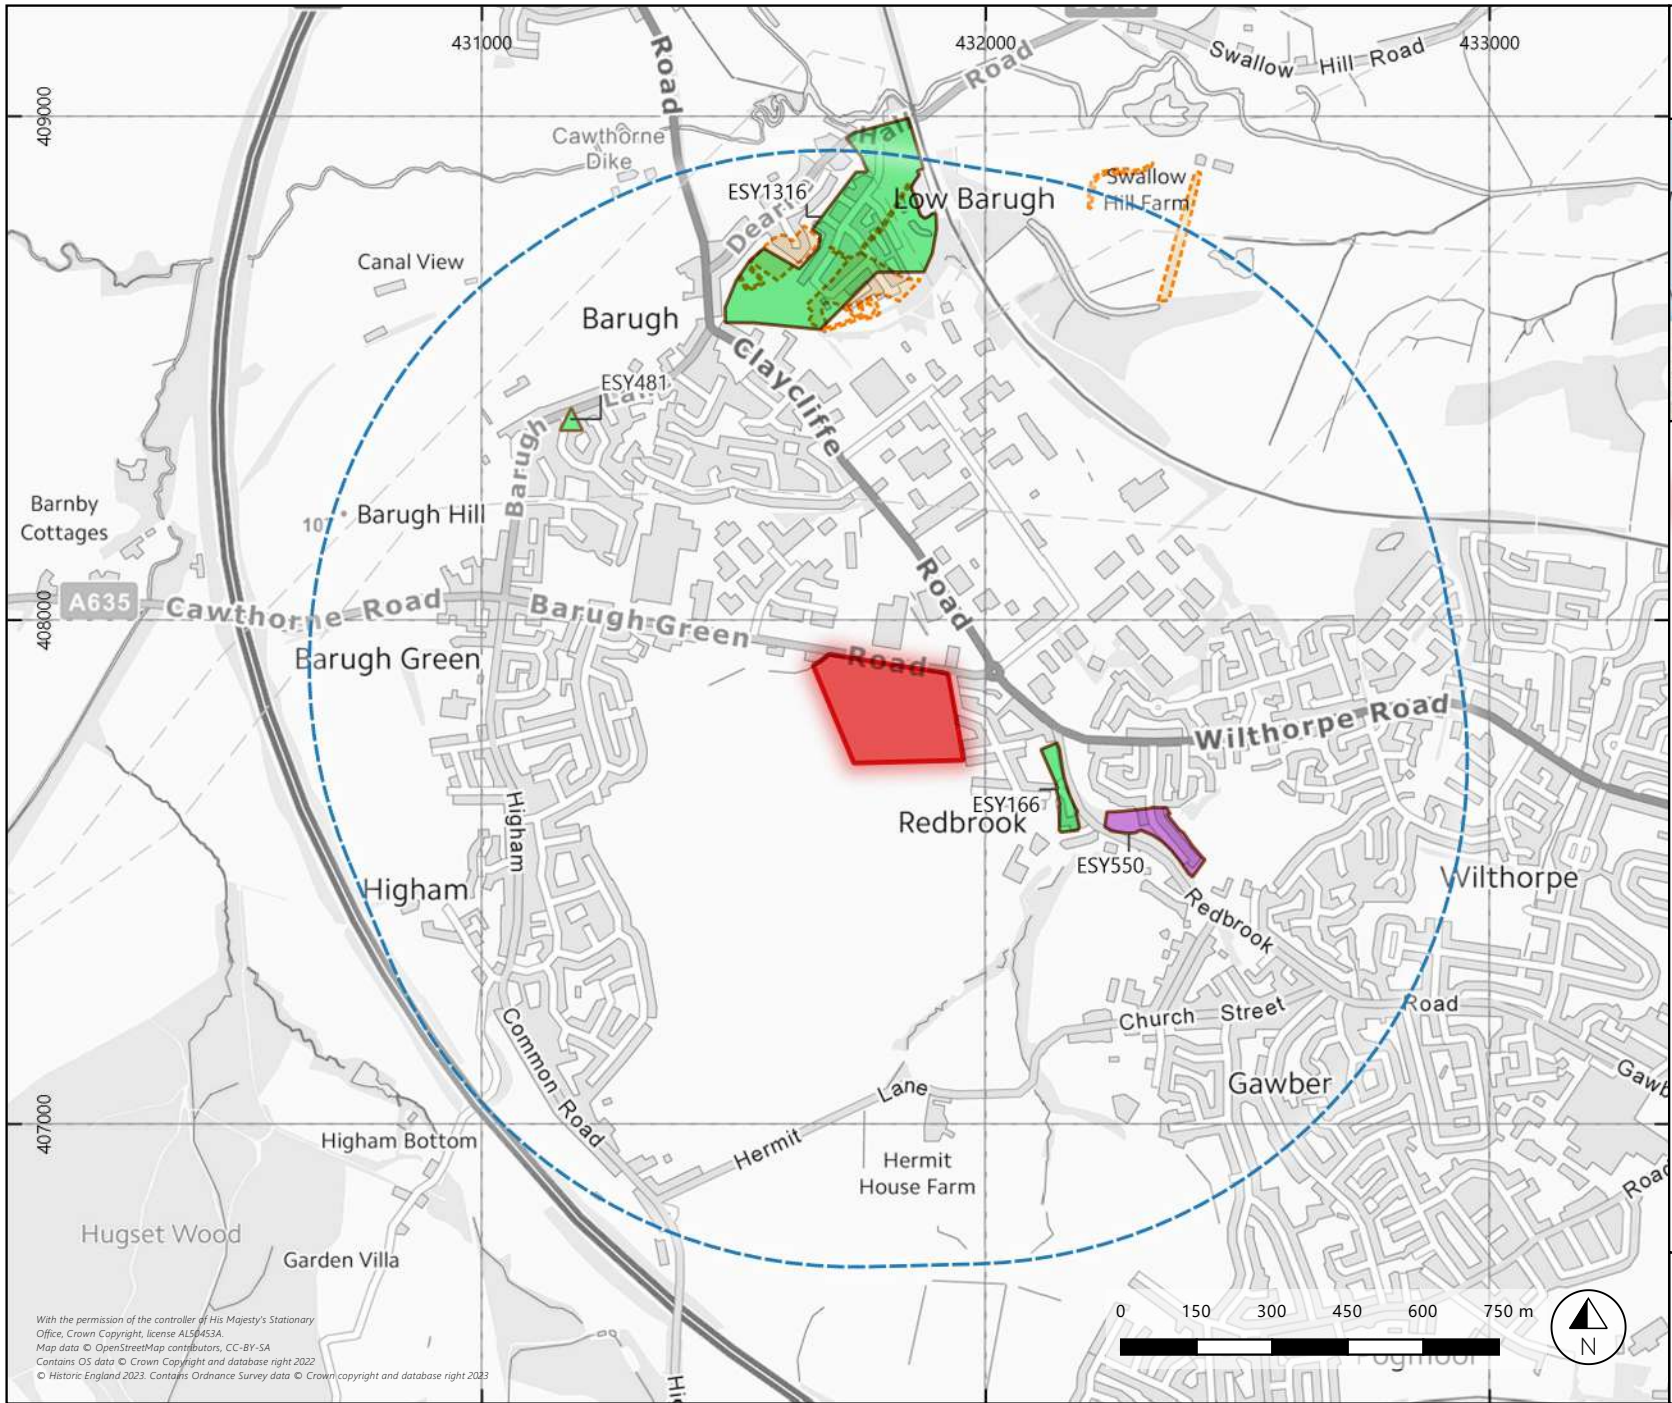 431000
432000
433000
409000
408000
407000
Road
Road
Swallow Hill Road
Hall
Cawthorne
Dike
Dearne
ESY1316
Low Barugh
Swallow
Hill Farm
Canal View
Barugh
Claycliffe
ESY481
Lane
Barugh
Barnby
Cottages
107
Barugh Hill
Road
A635
Cawthorne Road
Barugh Green
Road
Barugh Green
Wilthorpe Road
Higham
ESY166
Redbrook
ESY550
Higham
Wilthorpe
Redbrook
Road
Church Street
Common Road
Gawber
Lane
Hermit
Higham Bottom
Hermit
House Farm
Road
Hugset Wood
Garden Villa
0 150 300 450 600 750 m
N
With the permission of the controller of His Majesty's Stationary
Office, Crown Copyright, license AL50453A.
Map data © OpenStreetMap contributors, CC-BY-SA
Contains OS data © Crown Copyright and database right 2022
© Historic England 2023. Contains Ordnance Survey data © Crown copyright and database right 2023